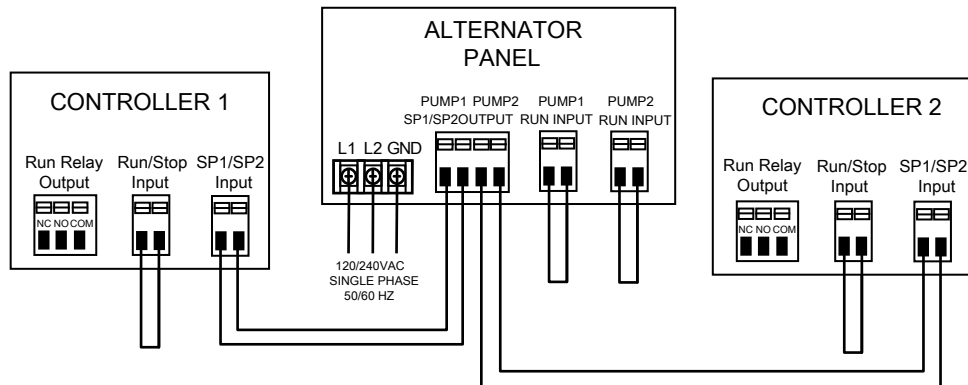 ALTERNATOR
PANEL
PUMP1 PUMP2
SP1/SP2OUTPUT
PUMP1
RUN INPUT
PUMP2
RUN INPUT
L1 L2 GND
120/240VAC
SINGLE PHASE
50/60 HZ
CONTROLLER 1
Run Relay
Output
Run/Stop
Input
SP1/SP2
Input
NC NO COM
CONTROLLER 2
Run Relay
Output
Run/Stop
Input
SP1/SP2
Input
NC NO COM